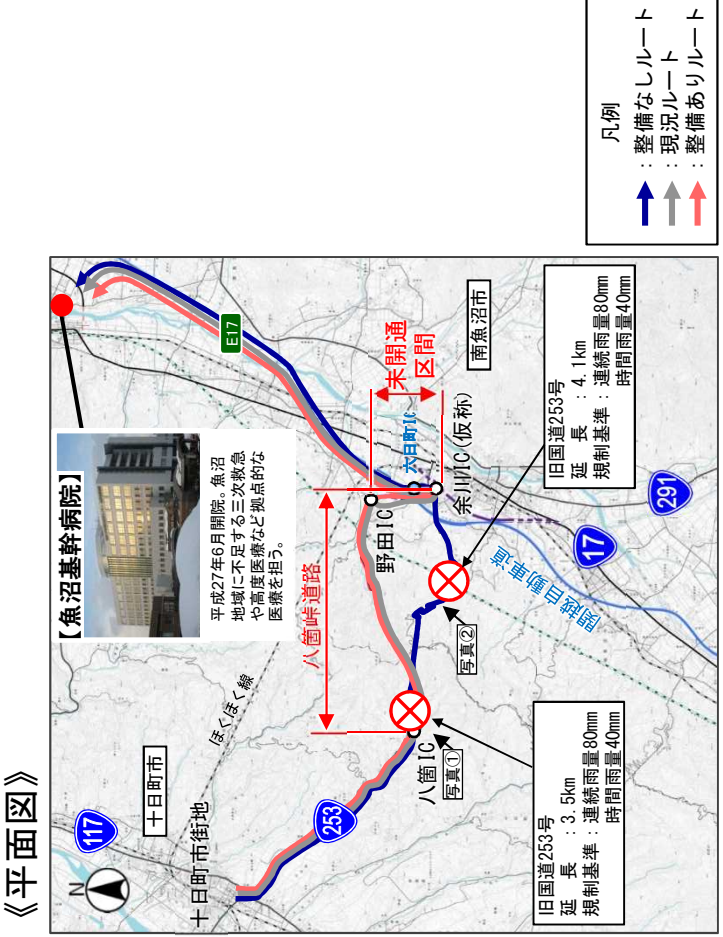 《平面図》
N
117
十日町市
十日町市街地
ほくほく線
253
【魚沼基幹病院】
平成27年6月開院。魚沼
地域に不足する三次救急
や高度医療など拠点的な
医療を担う。
E17
八箇峠道路
未開通
区間
野田IC
六日町IC
余川IC(仮称)
南魚沼市
八箇IC
写真①
写真②
関越自動車道
17
291
旧国道253号
延　長　：3.5km
規制基準：連続雨量80mm
時間雨量40mm
旧国道253号
延　長　：4.1km
規制基準：連続雨量80mm
時間雨量40mm
凡例
：整備なしルート
：現況ルート
：整備ありルート